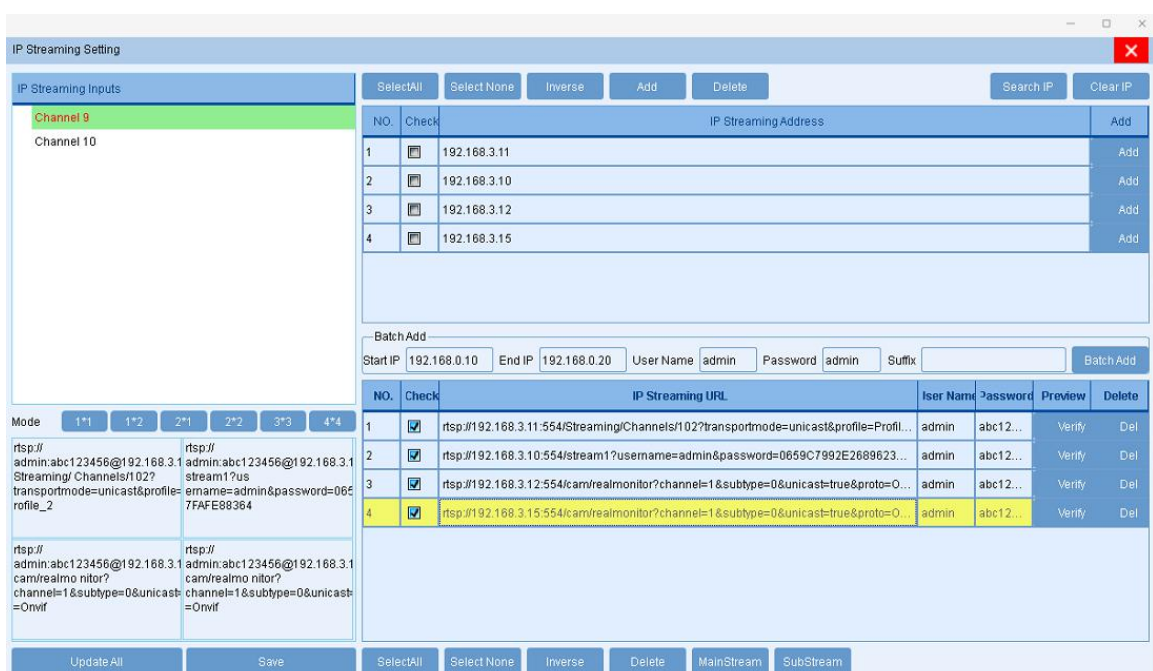 IP Streaming Setting
IP Streaming Inputs
Channel 9
Channel 10
SelectAll Select None Inverse Add Delete Search IP Clear IP
NO. Check IP Streaming Address Add
1 192.168.3.11 Add
2 192.168.3.10 Add
3 192.168.3.12 Add
4 192.168.3.15 Add
Batch Add
Start IP 192.168.0.10 End IP 192.168.0.20 User Name admin Password admin Suffix Batch Add
NO. Check IP Streaming URL Iser Name Password Preview Delete
1 rtsp://192.168.3.11:554/Streaming/Channels/102?transportmode=unicast&profile=Profil... admin abc12... Verify Del
2 rtsp://192.168.3.10:554/stream1?username=admin&password=0659C7992E2689623... admin abc12... Verify Del
3 rtsp://192.168.3.12:554/cam/realmonitor?channel=1&subtype=0&unicast=true&proto=O... admin abc12... Verify Del
4 rtsp://192.168.3.15:554/cam/realmonitor?channel=1&subtype=0&unicast=true&proto=O... admin abc12... Verify Del
Mode 1*1 1*2 2*1 2*2 3*3 4*4
rtsp://
admin:abc123456@192.168.3.1
Streaming/ Channels/102?
transportmode=unicast&profile=
rofile_2
rtsp://
admin:abc123456@192.168.3.1
stream1?us
ername=admin&password=065
7FAFE88364
rtsp://
admin:abc123456@192.168.3.1
cam/realmo nitor?
channel=1&subtype=0&unicast=
=Onvif
rtsp://
admin:abc123456@192.168.3.1
cam/realmo nitor?
channel=1&subtype=0&unicast=
=Onvif
Update All Save SelectAll Select None Inverse Delete MainStream SubStream